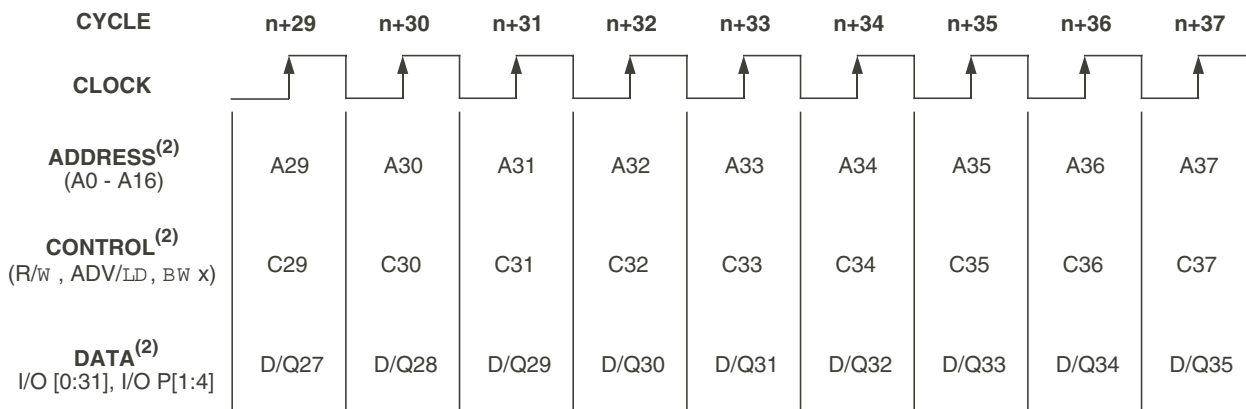 CYCLE n+29 n+30 n+31 n+32 n+33 n+34 n+35 n+36 n+37
CLOCK
ADDRESS(2)
(A0 - A16) A29 A30 A31 A32 A33 A34 A35 A36 A37
CONTROL(2)
(R/W , ADV/LD, BW x) C29 C30 C31 C32 C33 C34 C35 C36 C37
DATA(2)
I/O [0:31], I/O P[1:4] D/Q27 D/Q28 D/Q29 D/Q30 D/Q31 D/Q32 D/Q33 D/Q34 D/Q35